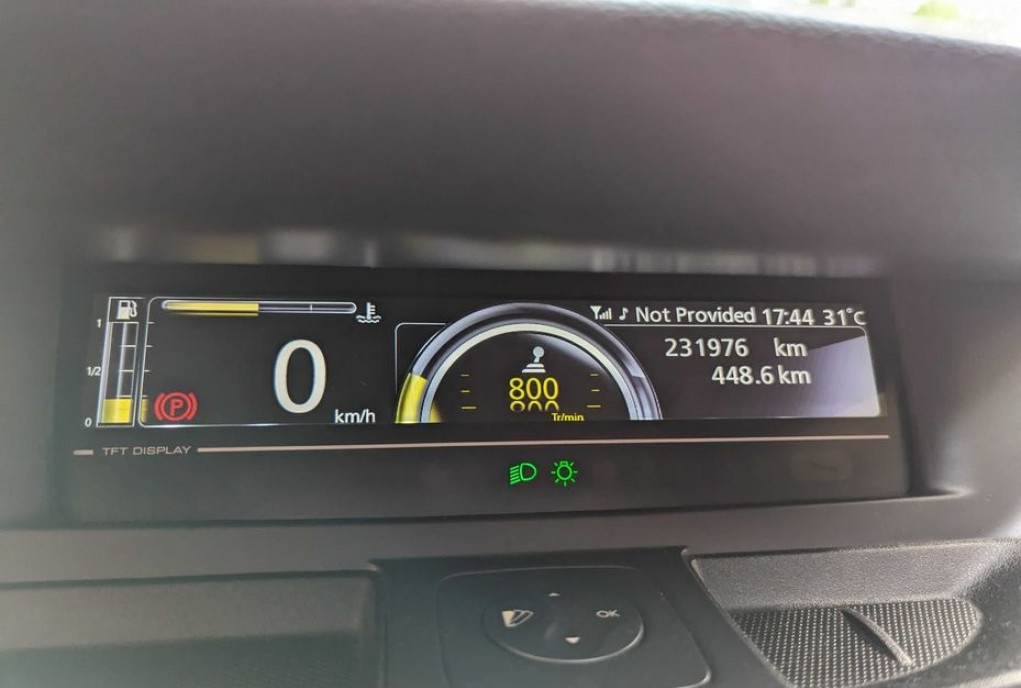 1
1/2
0
P
0
km/h
800
Tr/min
Not Provided 17:44 31°C
231976 km
448.6 km
TFT DISPLAY
OK